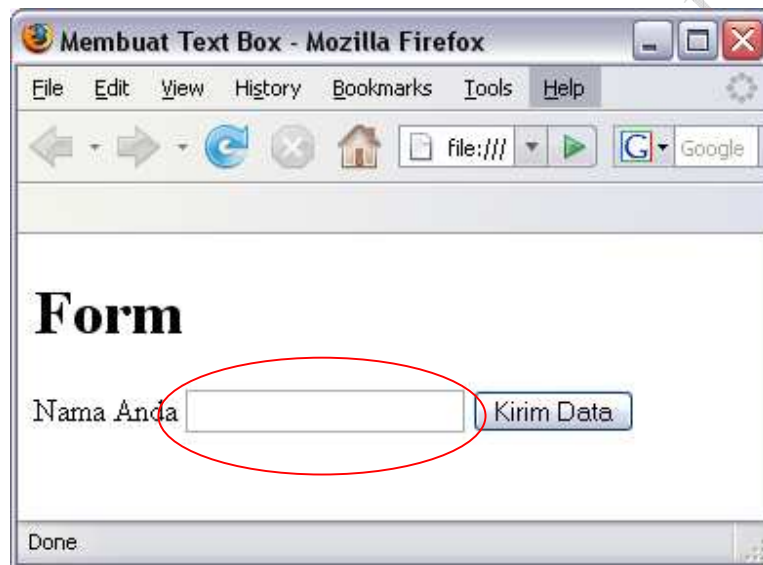 Membuat Text Box - Mozilla Firefox
File Edit View History Bookmarks Tools Help
file:/// G Google
Form
Nama Anda Kirim Data
Done